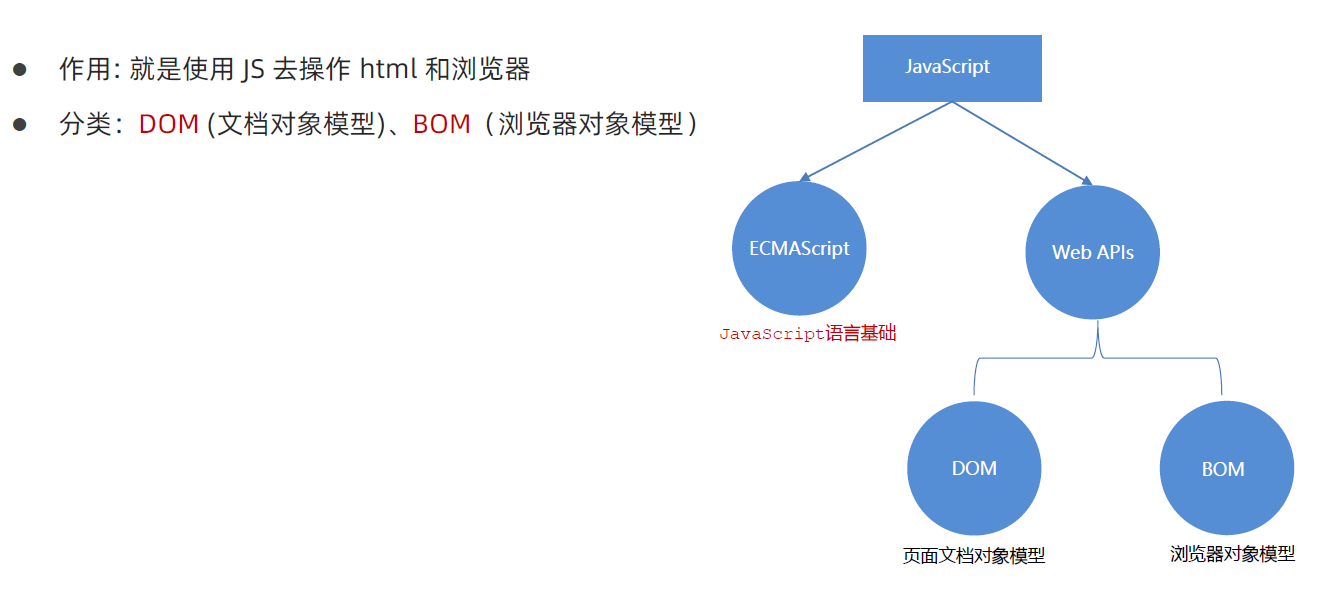 作用: 就是使用 JS 去操作 html 和浏览器
分类：DOM (文档对象模型)、BOM（浏览器对象模型）
JavaScript
ECMAScript
Web APIs
JavaScript语言基础
DOM
BOM
页面文档对象模型
浏览器对象模型